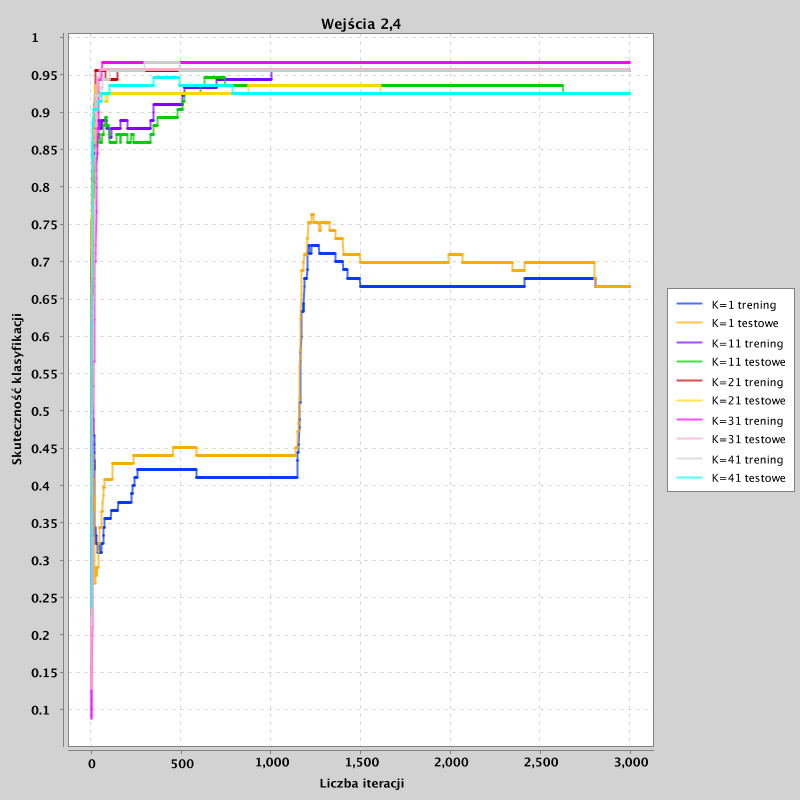 Wejścia 2,4
1
0.95
0.9
0.85
0.8
0.75
0.7
0.65
0.6
0.55
0.5
0.45
0.4
0.35
0.3
0.25
0.2
0.15
0.1
Skuteczność klasyfikacji
0 500 1,000 1,500 2,000 2,500 3,000
Liczba iteracji
K=1 trening
K=1 testowe
K=11 trening
K=11 testowe
K=21 trening
K=21 testowe
K=31 trening
K=31 testowe
K=41 trening
K=41 testowe